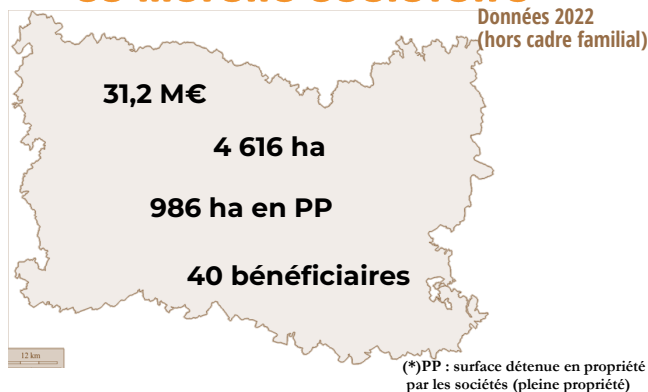 Données 2022
(hors cadre familial)
31,2 M€
4 616 ha
986 ha en PP
40 bénéficiaires
12 km
(*)PP : surface détenue en propriété
par les sociétés (pleine propriété)